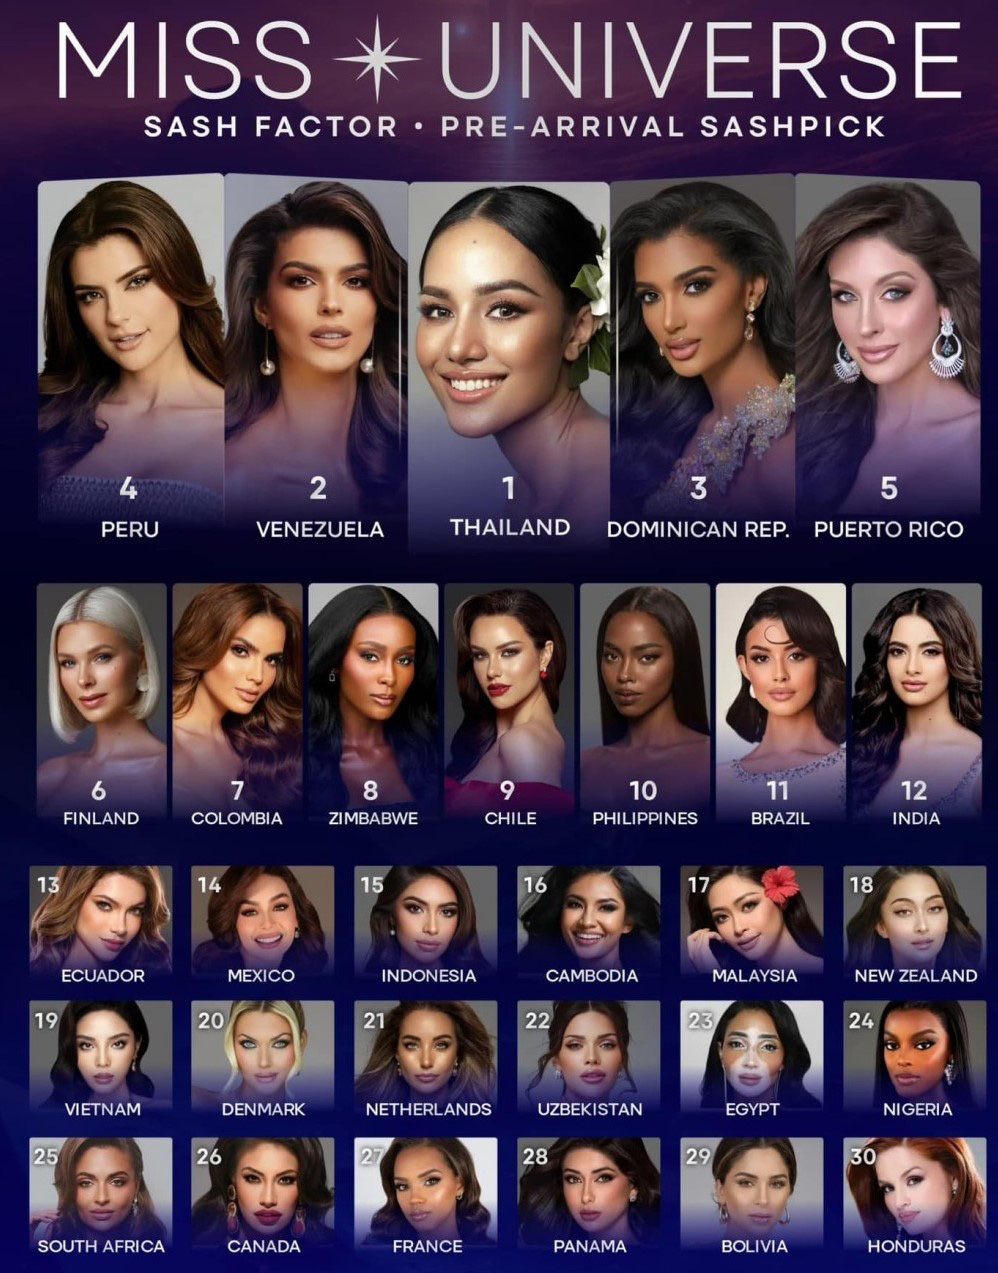 MISS UNIVERSE
SASH FACTOR • PRE-ARRIVAL SASHPICK
4
PERU
2
VENEZUELA
1
THAILAND
3
DOMINICAN REP.
5
PUERTO RICO
6
FINLAND
7
COLOMBIA
8
ZIMBABWE
9
CHILE
10
PHILIPPINES
11
BRAZIL
12
INDIA
13
ECUADOR
14
MEXICO
15
INDONESIA
16
CAMBODIA
17
MALAYSIA
18
NEW ZEALAND
19
VIETNAM
20
DENMARK
21
NETHERLANDS
22
UZBEKISTAN
23
EGYPT
24
NIGERIA
25
SOUTH AFRICA
26
CANADA
27
FRANCE
28
PANAMA
29
BOLIVIA
30
HONDURAS